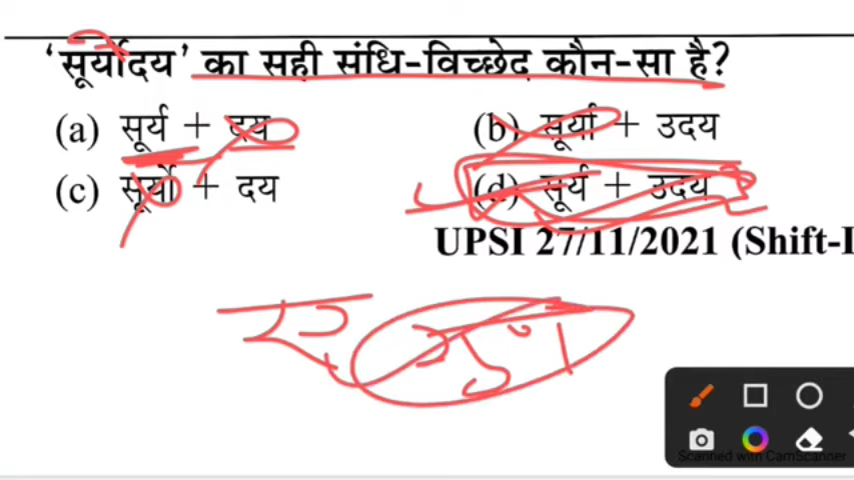 ‘सूर्योदय’ का सही संधि-विच्छेद कौन-सा है?
(a) सूर्य + दय (b) सूर्यो + उदय
(c) सूर्यो + दय (d) सूर्य + उदय
UPSI 27/11/2021 (Shift-I
Scanned with CamScanner